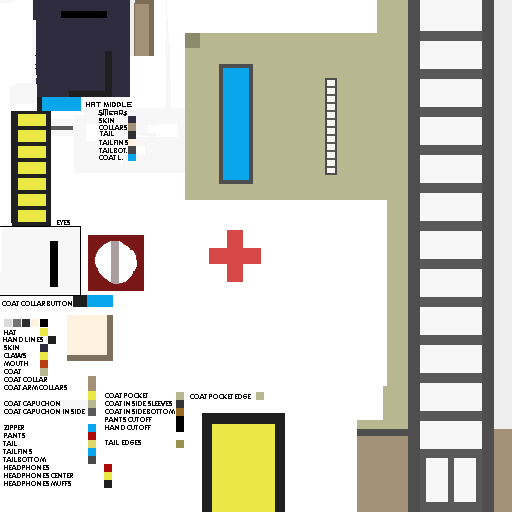 HAT MIDDLE
STRIPES
SKIN
COLLARS
TAIL
TAILFINS
TAILBOT.
COAT L.
EYES
COAT COLLAR BUTTON
HAT
HAND LINES
SKIN
CLAWS
MOUTH
COAT
COAT COLLAR
COAT ARM COLLARS
COAT CAPUCHON
COAT CAPUCHON IN SIDE
ZIPPER
PANTS
TAIL
TAILFINS
TAILBOTTOM
HEADPHONES
HEADPHONES CENTER
HEADPHONES MUFFS
COAT POCKET
COAT IN SIDE SLEEVES
COAT IN SIDE BOTTOM
PANTS CUTOFF
HAND CUTOFF
TAIL EDGES
COAT POCKET EDGE